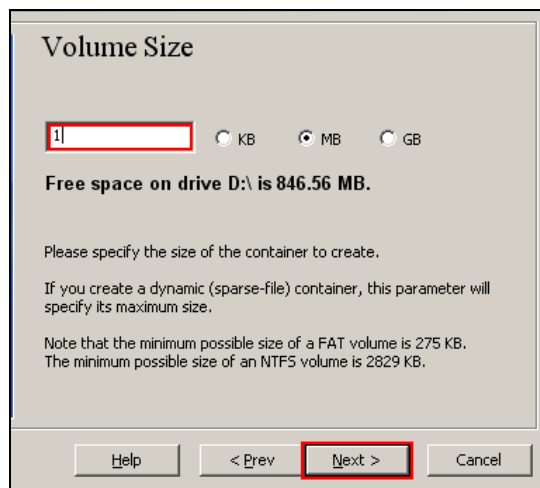 Volume Size
1
KB
MB
GB
Free space on drive D:\ is 846.56 MB.
Please specify the size of the container to create.
If you create a dynamic (sparse-file) container, this parameter will
specify its maximum size.
Note that the minimum possible size of a FAT volume is 275 KB.
The minimum possible size of an NTFS volume is 2829 KB.
Help
< Prev
Next >
Cancel